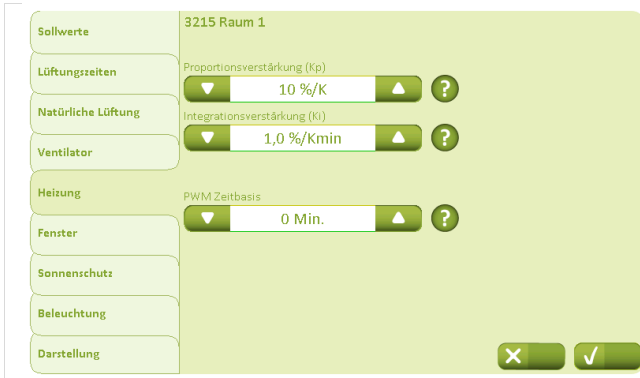 3215 Raum 1
Sollwerte
Lüftungszeiten
Natürliche Lüftung
Ventilator
Heizung
Fenster
Sonnenschutz
Beleuchtung
Darstellung
Proportionsverstärkung (Kp)
10 %/K
?
Integrationsverstärkung (Ki)
1,0 %/Kmin
?
PWM Zeitbasis
0 Min.
?